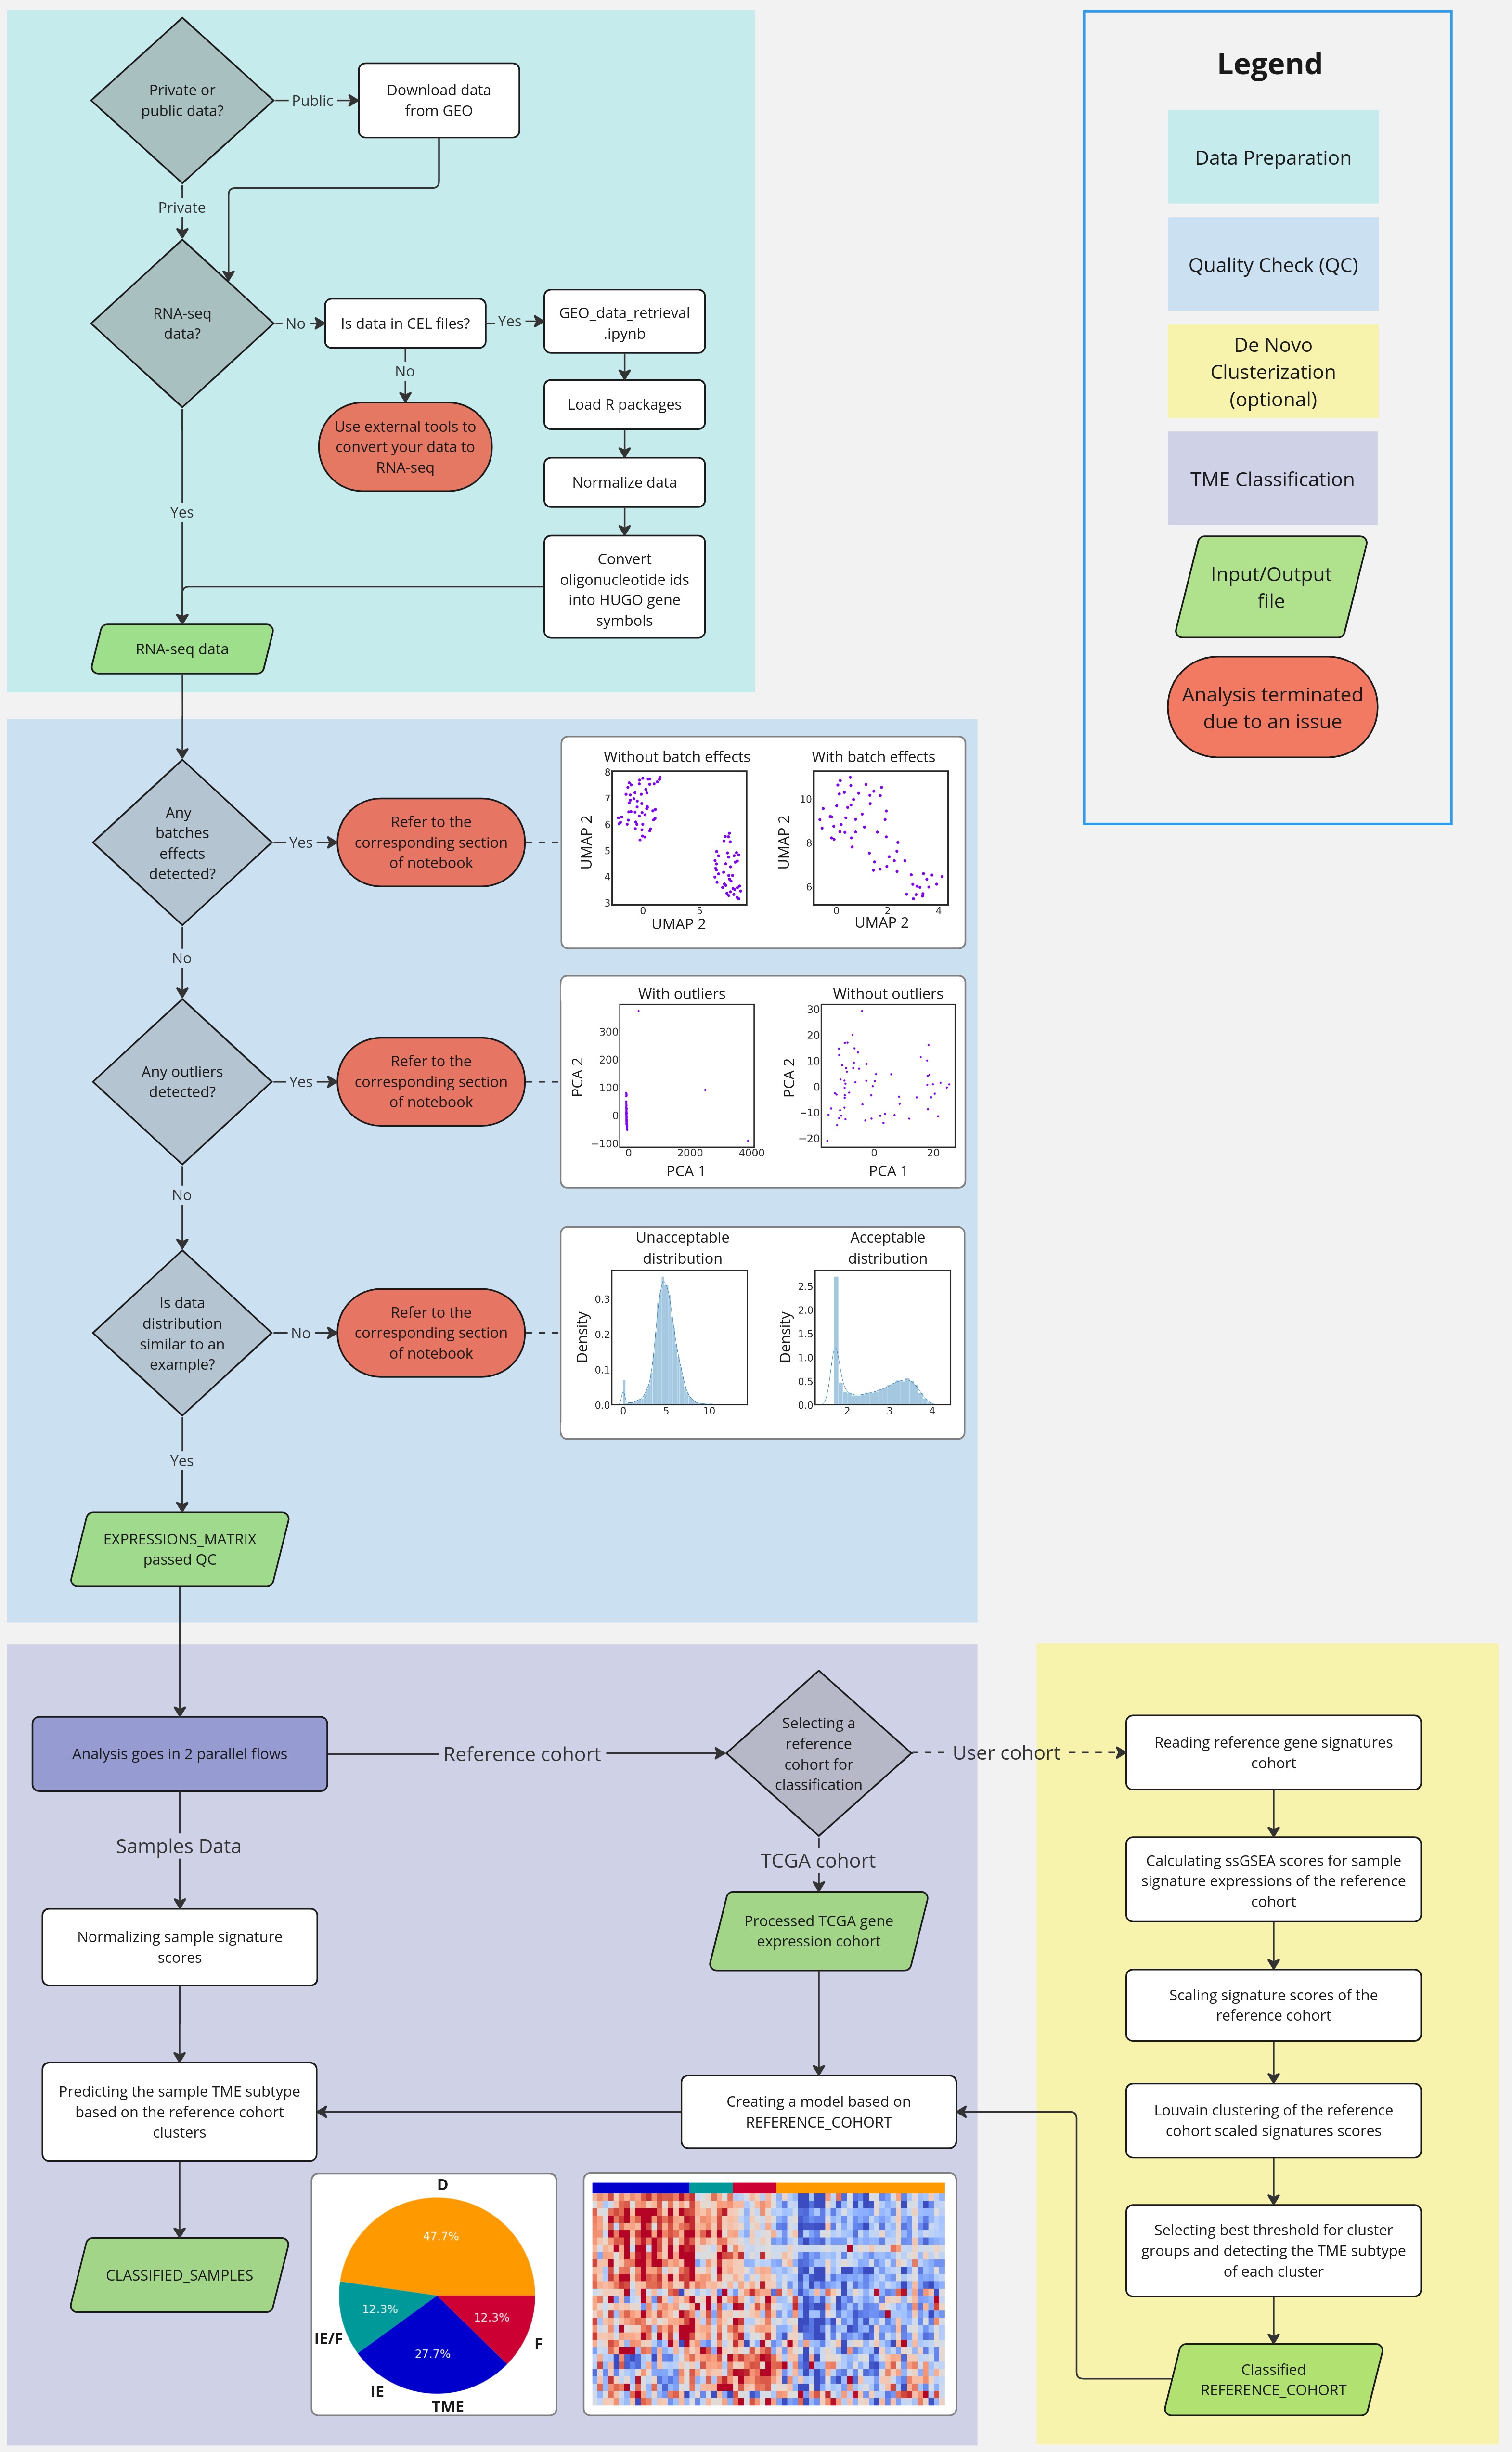 Private or
public data?
Public
Download data
from GEO
Private
RNA-seq
data?
No
Is data in CEL files?
Yes
GEO_data_retrieval
.ipynb
No
Use external tools to
convert your data to
RNA-seq
Load R packages
Normalize data
Yes
Convert
oligonucleotide ids
into HUGO gene
symbols
RNA-seq data
Legend
Data Preparation
Quality Check (QC)
De Novo
Clusterization
(optional)
TME Classification
Input/Output
file
Analysis terminated
due to an issue
Any
batches
effects
detected?
Yes
Refer to the
corresponding section
of notebook
Without batch effects
8
7
6
5
4
3
UMAP 2
0 5
UMAP 2
With batch effects
10
8
6
UMAP 2
0 2 4
UMAP 2
No
Any outliers
detected?
Yes
Refer to the
corresponding section
of notebook
With outliers
300
200
100
0
−100
PCA 2
0 2000 4000
PCA 1
Without outliers
30
20
10
0
−10
−20
PCA 2
0 20
PCA 1
No
Is data
distribution
similar to an
example?
No
Refer to the
corresponding section
of notebook
Unacceptable
distribution
0.3
0.2
0.1
0.0
Density
0 5 10
Acceptable
distribution
2.5
2.0
1.5
1.0
0.5
0.0
Density
2 3 4
Yes
EXPRESSIONS_MATRIX
passed QC
Analysis goes in 2 parallel flows
Reference cohort
Selecting a
reference
cohort for
classification
User cohort
Reading reference gene signatures
cohort
Samples Data
TCGA cohort
Calculating ssGSEA scores for sample
signature expressions of the reference
cohort
Normalizing sample signature
scores
Processed TCGA gene
expression cohort
Scaling signature scores of the
reference cohort
Predicting the sample TME subtype
based on the reference cohort
clusters
Creating a model based on
REFERENCE_COHORT
Louvain clustering of the reference
cohort scaled signatures scores
CLASSIFIED_SAMPLES
D
47.7%
12.3%
12.3%
27.7%
IE/F
F
IE
TME
Selecting best threshold for cluster
groups and detecting the TME subtype
of each cluster
Classified
REFERENCE_COHORT